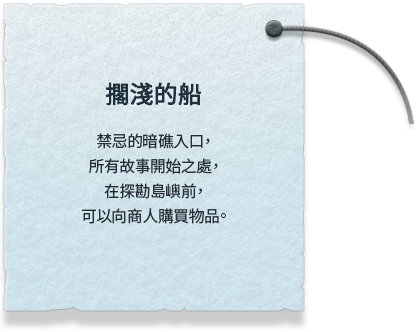 擱淺的船
禁忌的暗礁入口，
所有故事開始之處，
在探勘島嶼前，
可以向商人購買物品。